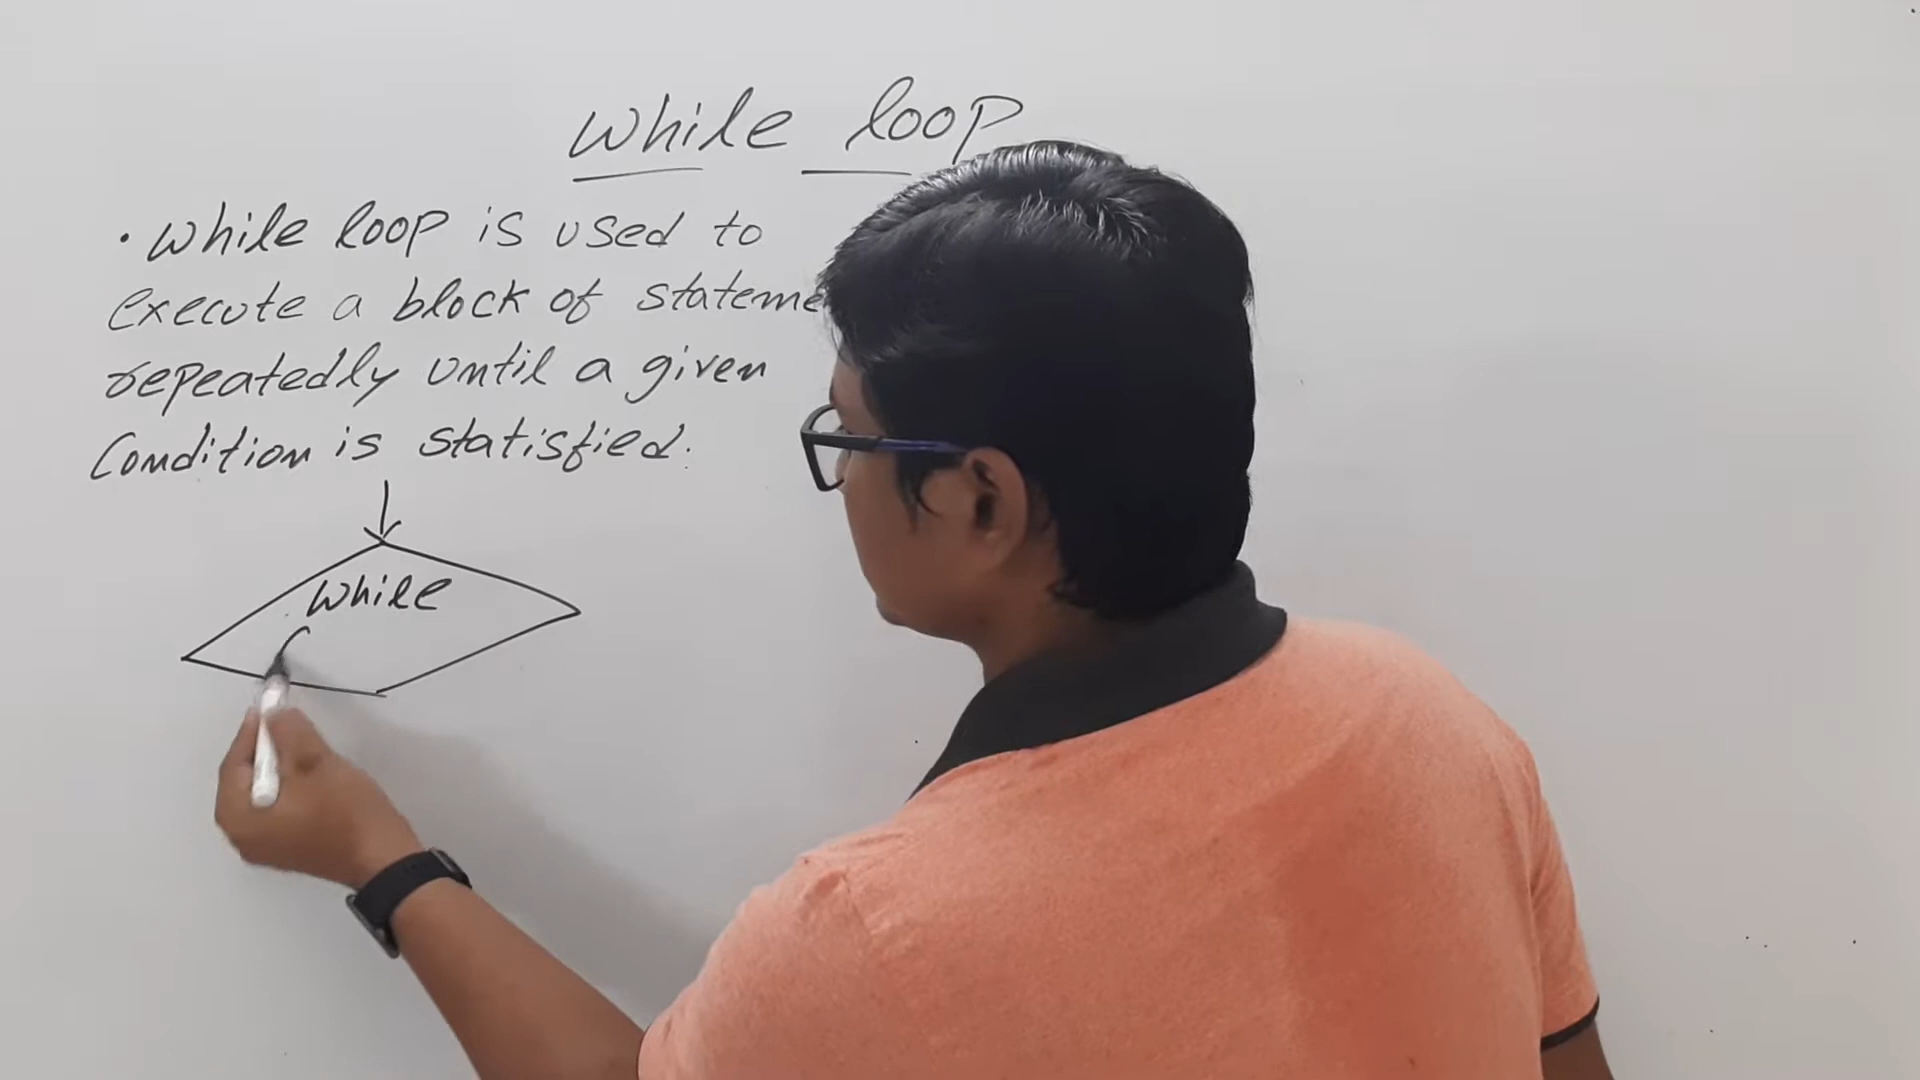 while loop
• while loop is used to
execute a block of stateme
repeatedly until a given
Condition is statisfied.
while
(